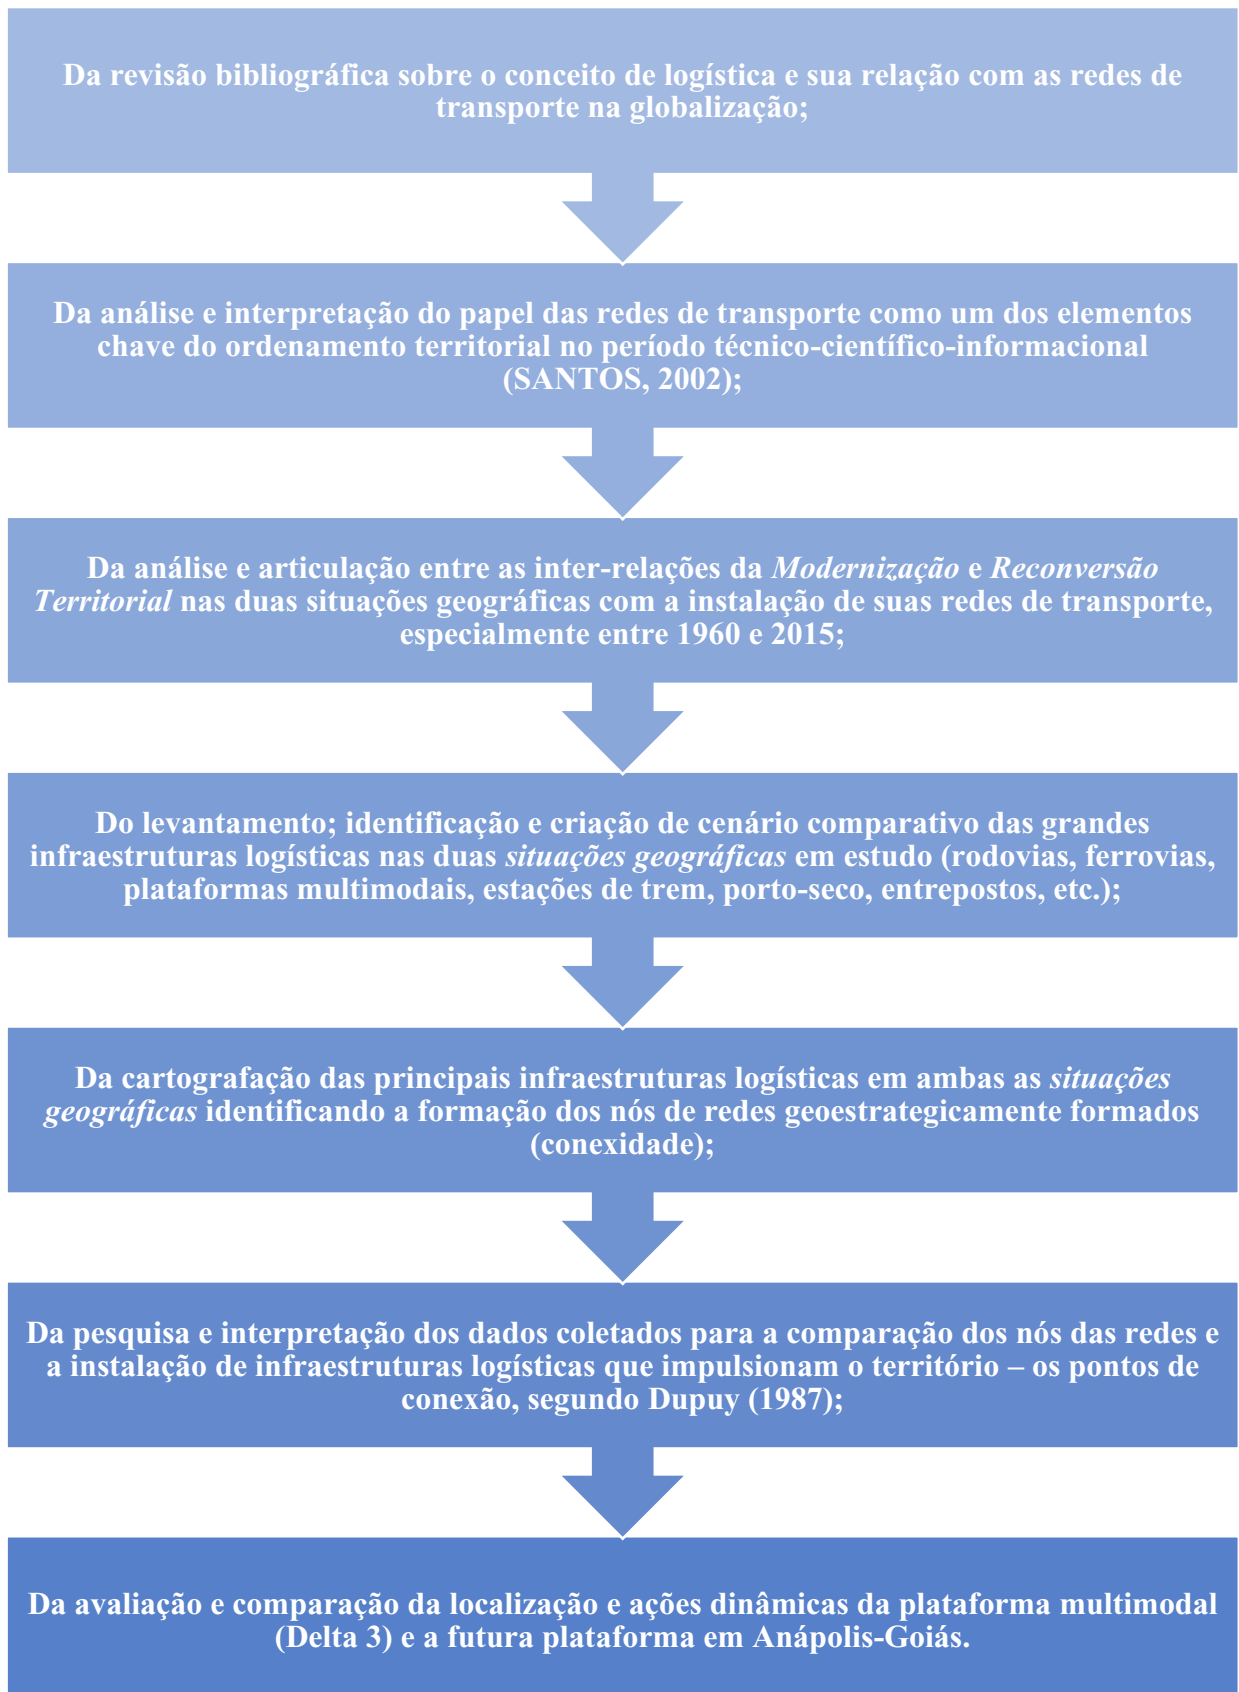 Da revisão bibliográfica sobre o conceito de logística e sua relação com as redes de
transporte na globalização;
Da análise e interpretação do papel das redes de transporte como um dos elementos
chave do ordenamento territorial no período técnico-científico-informacional
(SANTOS, 2002);
Da análise e articulação entre as inter-relações da Modernização e Reconversão
Territorial nas duas situações geográficas com a instalação de suas redes de transporte,
especialmente entre 1960 e 2015;
Do levantamento; identificação e criação de cenário comparativo das grandes
infraestruturas logísticas nas duas situações geográficas em estudo (rodovias, ferrovias,
plataformas multimodais, estações de trem, porto-seco, entrepostos, etc.);
Da cartografação das principais infraestruturas logísticas em ambas as situações
geográficas identificando a formação dos nós de redes geoestrategicamente formados
(conexidade);
Da pesquisa e interpretação dos dados coletados para a comparação dos nós das redes e
a instalação de infraestruturas logísticas que impulsionam o território – os pontos de
conexão, segundo Dupuy (1987);
Da avaliação e comparação da localização e ações dinâmicas da plataforma multimodal
(Delta 3) e a futura plataforma em Anápolis-Goiás.